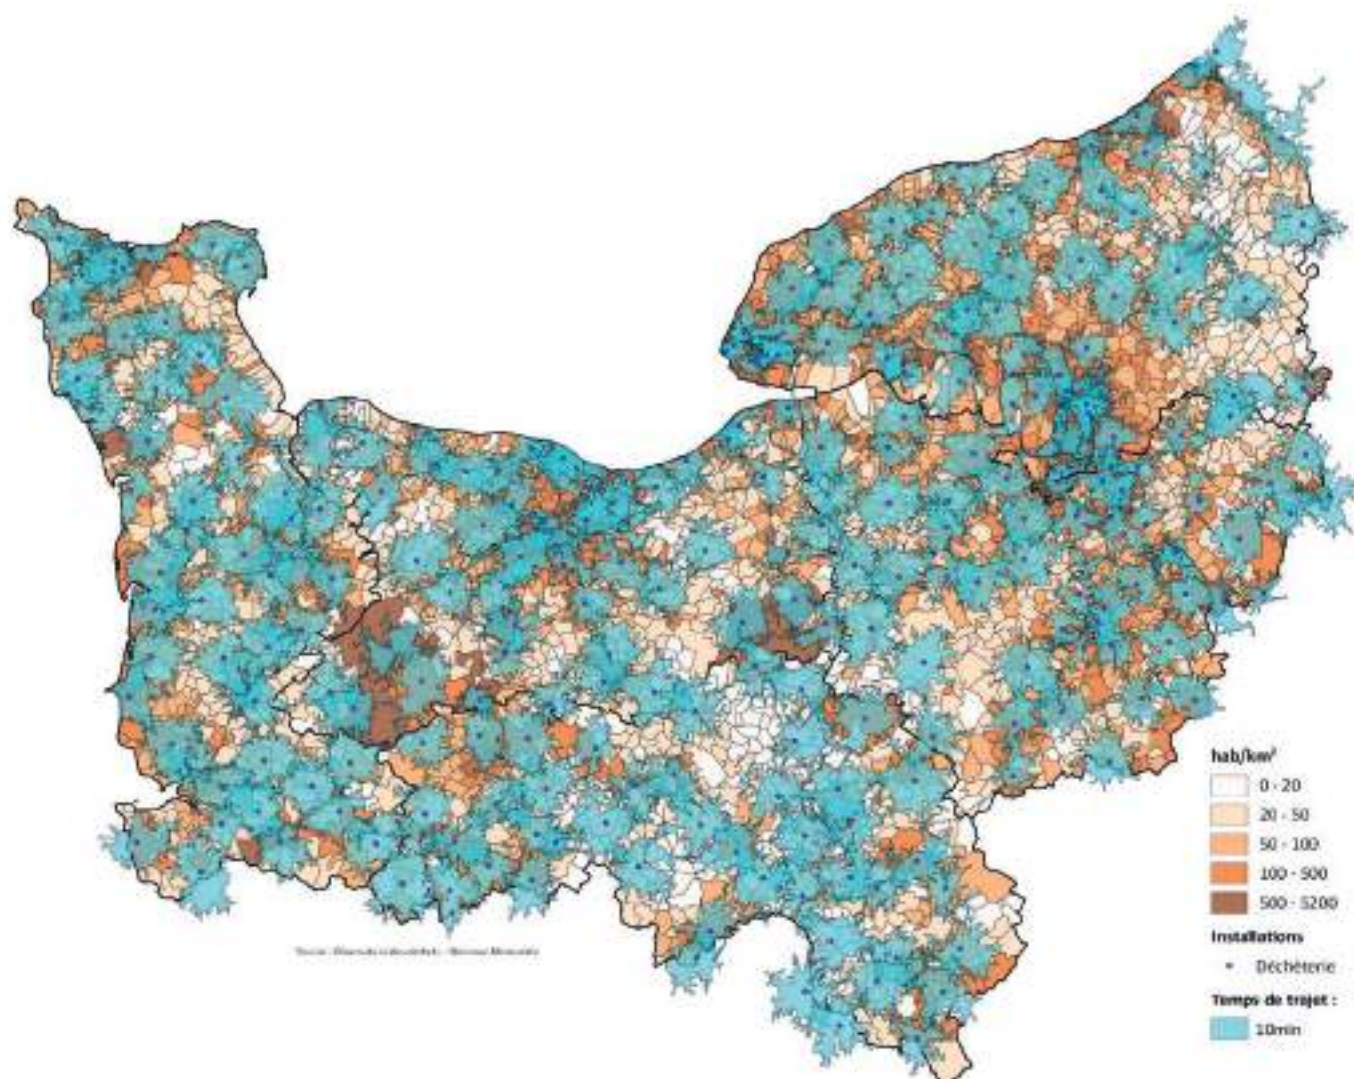 hab/km²
0 - 20
20 - 50
50 - 100
100 - 500
500 - 5200
Installations
Déchèterie
Temps de trajet :
10min